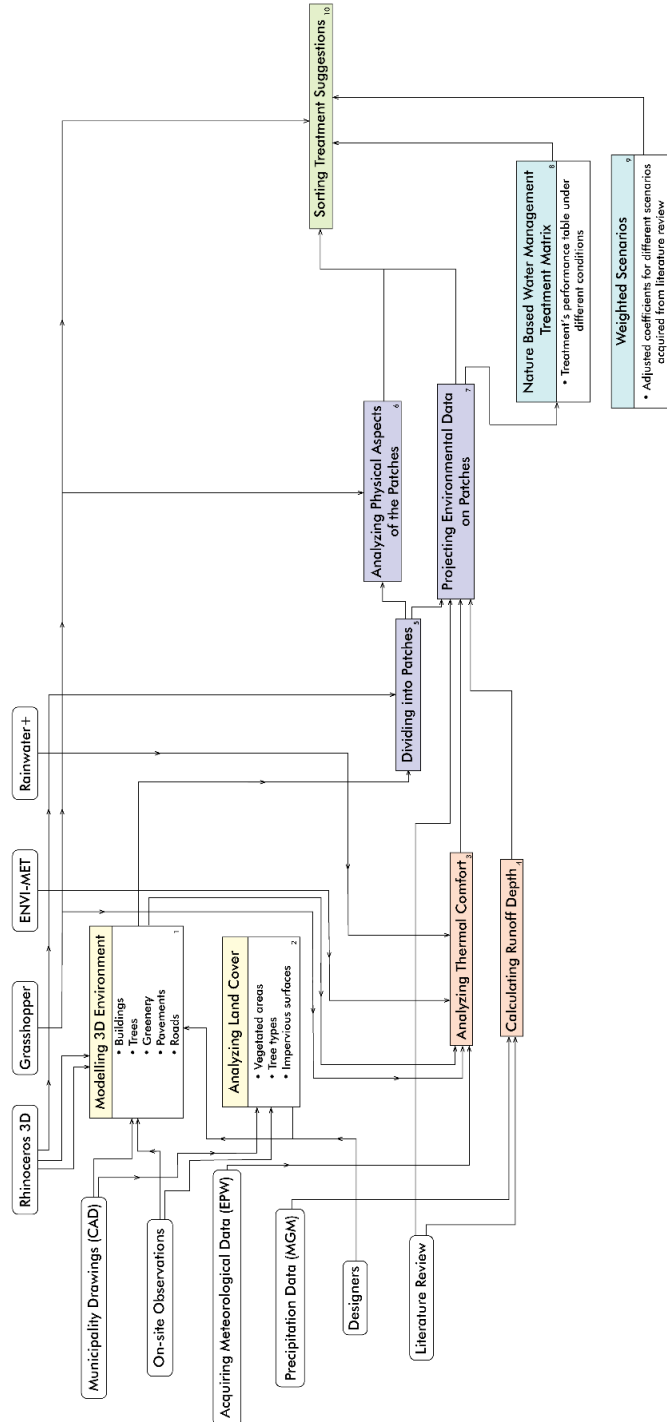 Rhinoceros 3D
Grasshopper
ENVI-MET
Rainwater+
Municipality Drawings (CAD)
On-site Observations
Acquiring Meteorological Data (EPW)
Precipitation Data (MGM)
Designers
Literature Review
Modelling 3D Environment
• Buildings
• Trees
• Greenery
• Pavements
• Roads
1
Analyzing Land Cover
• Vegetated areas
• Tree types
• Impervious surfaces
2
Analyzing Thermal Comfort
3
Calculating Runoff Depth
4
Dividing into Patches
5
Analyzing Physical Aspects
of the Patches
6
Projecting Environmental Data
on Patches
7
Nature Based Water Management
Treatment Matrix
8
• Treatment's performance table under
different conditions
Weighted Scenarios
9
• Adjusted coefficients for different scenarios
acquired from literature review
Sorting Treatment Suggestions
10